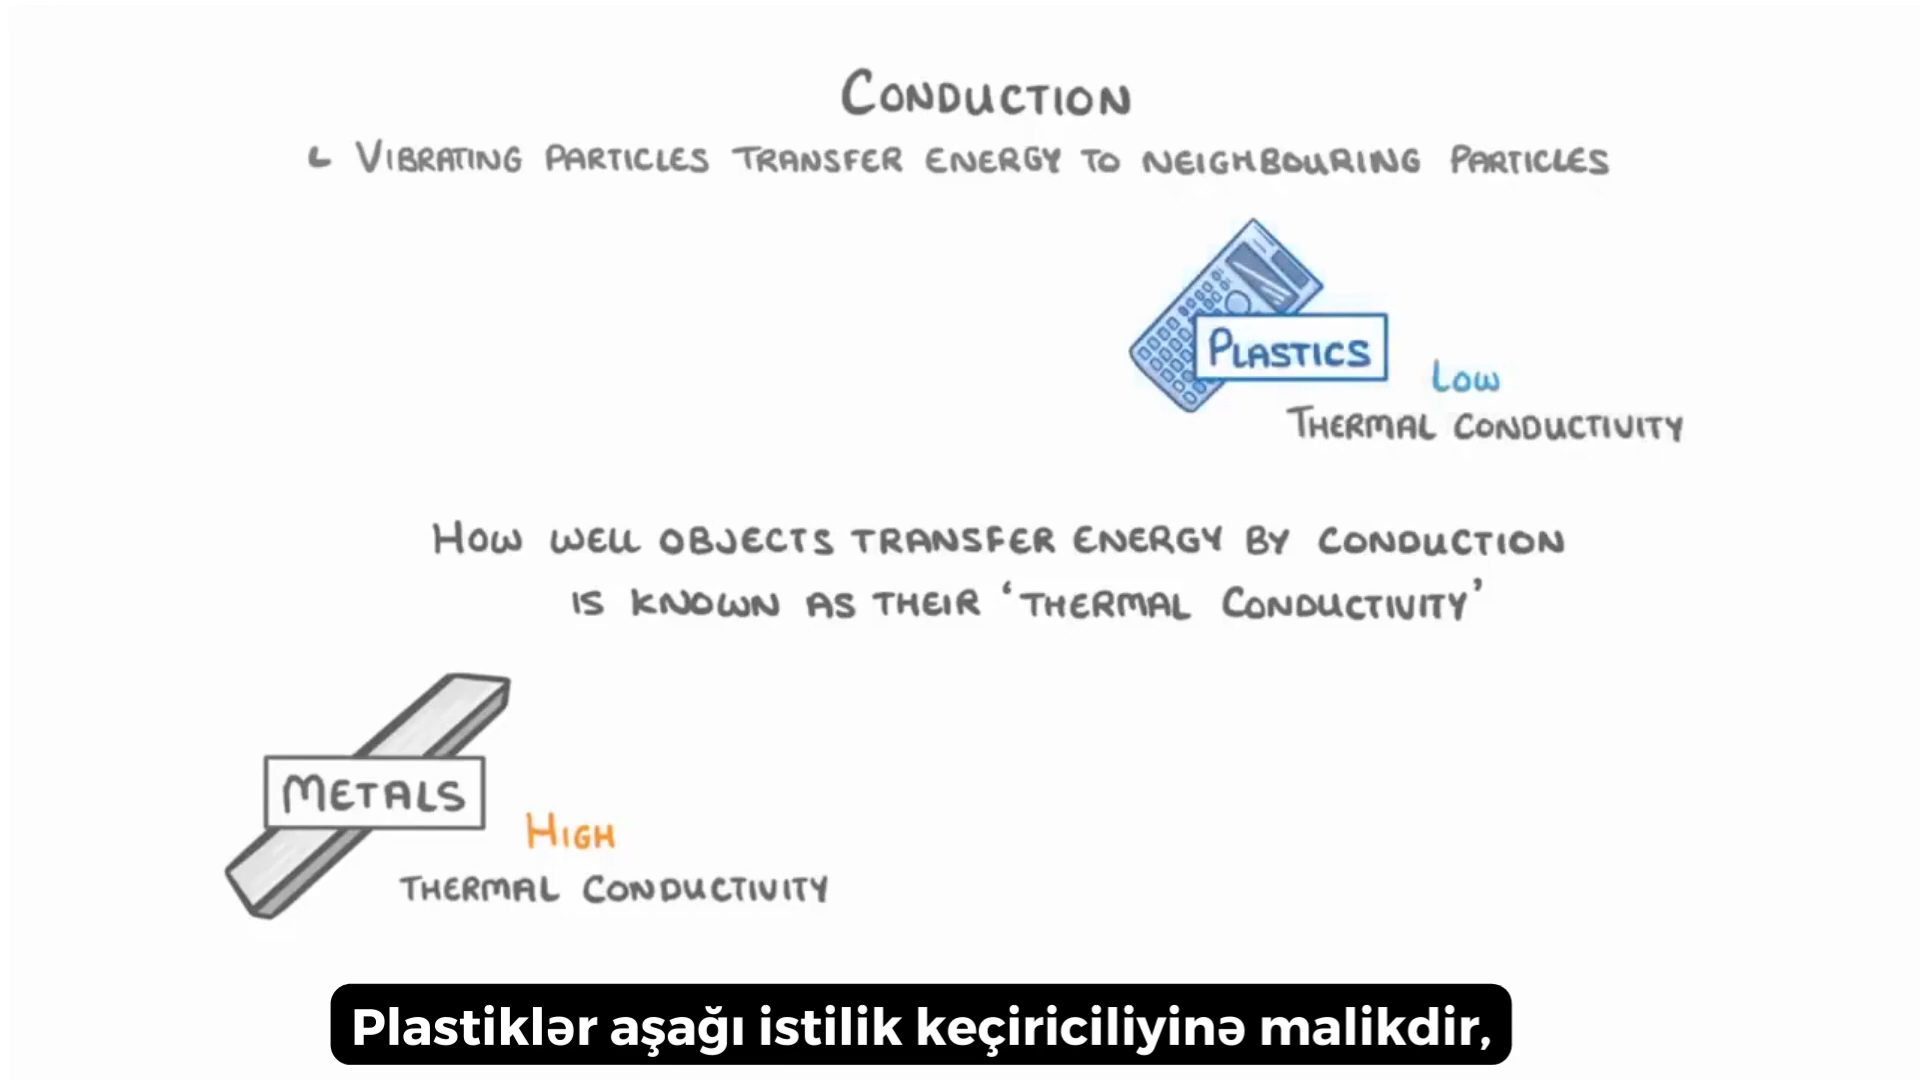 CONDUCTION
VIBRATING PARTICLES TRANSFER ENERGY TO NEIGHBOURING PARTICLES
PLASTICS
LOW
THERMAL CONDUCTIVITY
HOW WELL OBJECTS TRANSFER ENERGY BY CONDUCTION
IS KNOWN AS THEIR ‘THERMAL CONDUCTIVITY’
METALS
HIGH
THERMAL CONDUCTIVITY
Plastiklər aşağı istilik keçiriciliyinə malikdir,